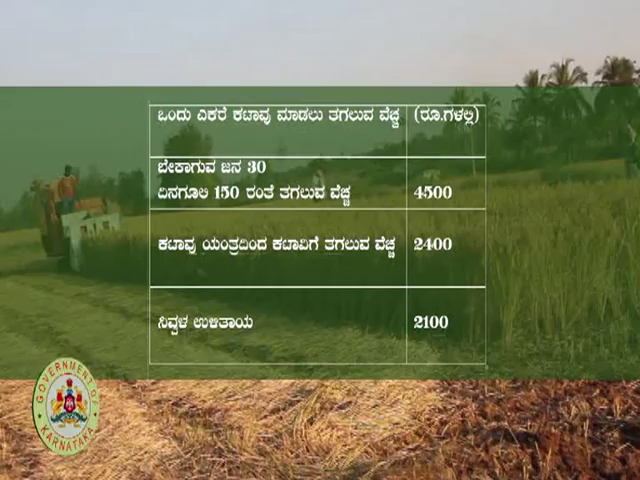 ಒಂದು ಎಕರೆ ಕಟಾವು ಮಾಡಲು ತಗಲುವ ವೆಚ್ಚ (ರೂ.ಗಳಲ್ಲಿ)
ಬೇಕಾಗುವ ಜನ 30
ದಿನಗೂಲಿ 150 ರಂತೆ ತಗಲುವ ವೆಚ್ಚ 4500
ಕಟಾವು ಯಂತ್ರದಿಂದ ಕಟಾವಿಗೆ ತಗಲುವ ವೆಚ್ಚ 2400
ನಿವ್ವಳ ಉಳಿತಾಯ 2100
GOVERNMENT OF KARNATAKA